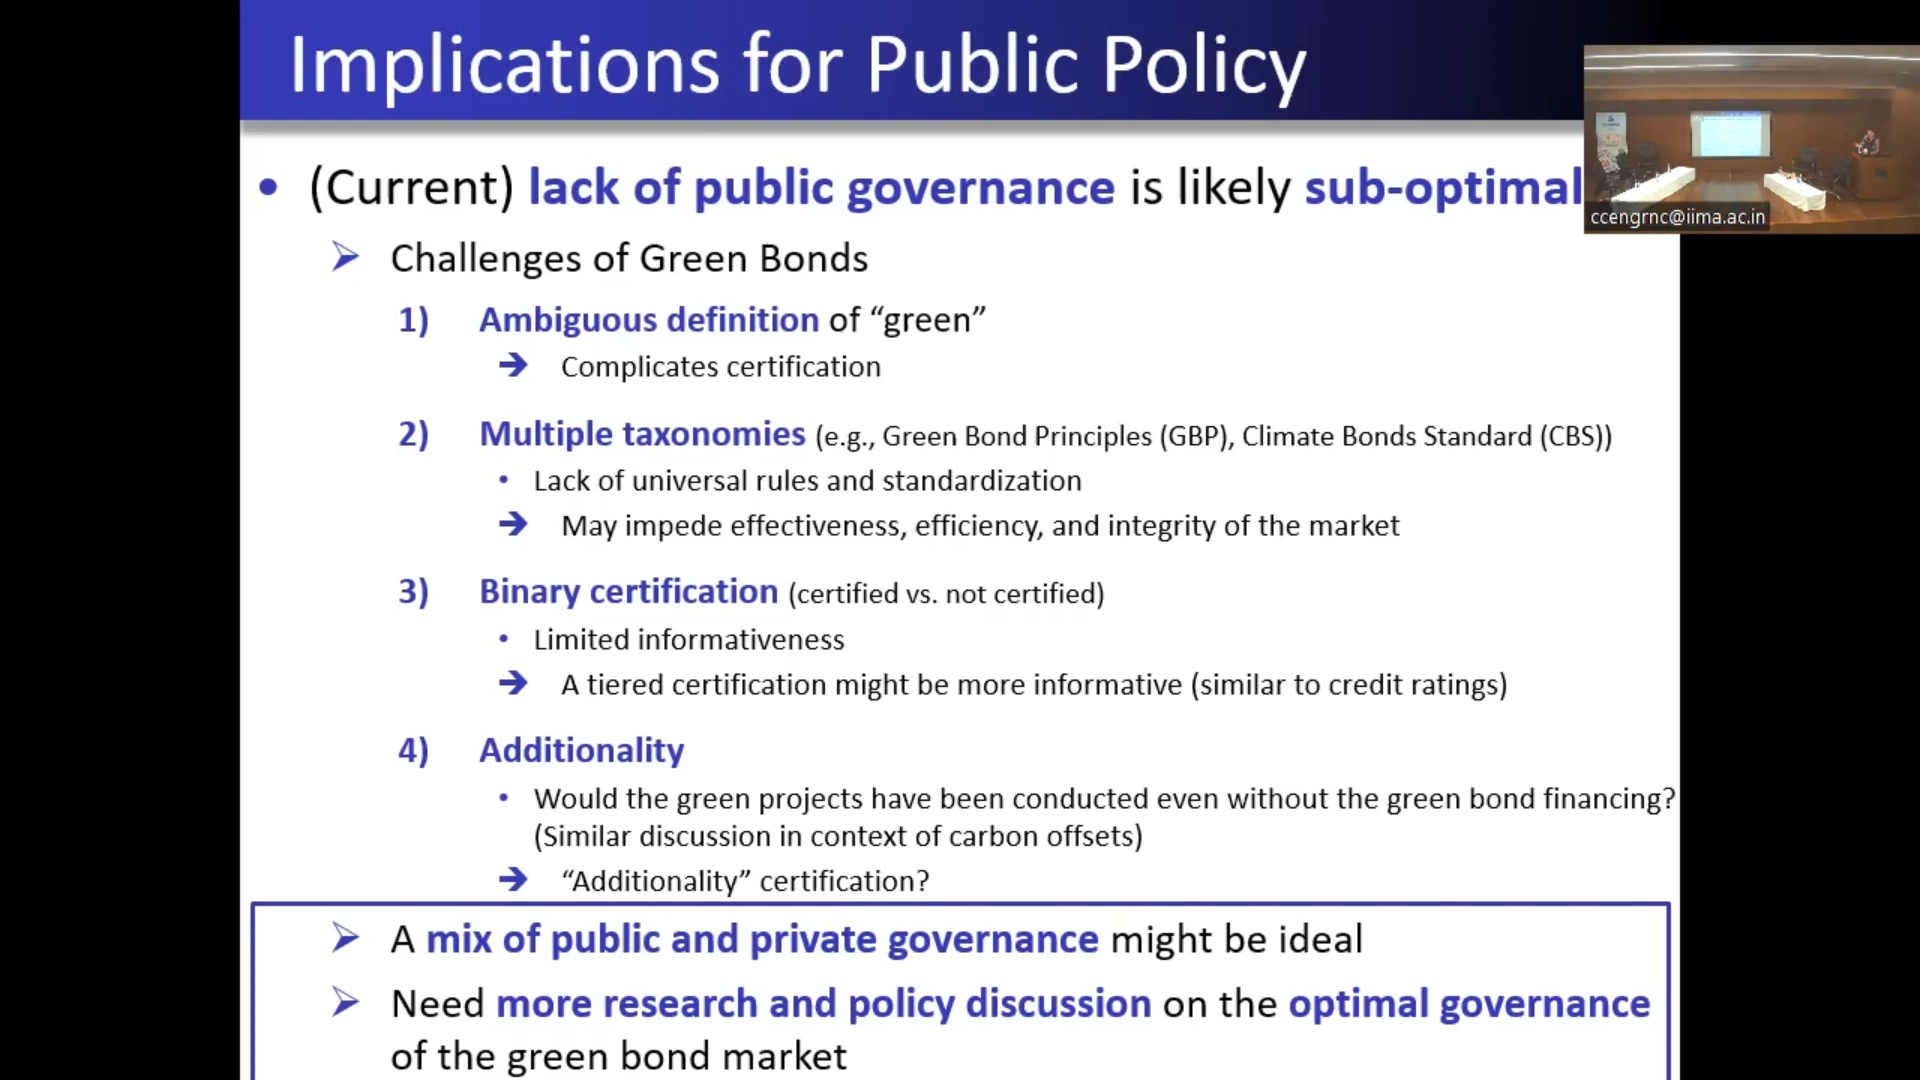 Implications for Public Policy
• (Current) lack of public governance is likely sub-optimal
➢ Challenges of Green Bonds
1) Ambiguous definition of “green”
➔ Complicates certification
2) Multiple taxonomies (e.g., Green Bond Principles (GBP), Climate Bonds Standard (CBS))
• Lack of universal rules and standardization
➔ May impede effectiveness, efficiency, and integrity of the market
3) Binary certification (certified vs. not certified)
• Limited informativeness
➔ A tiered certification might be more informative (similar to credit ratings)
4) Additionality
• Would the green projects have been conducted even without the green bond financing?
(Similar discussion in context of carbon offsets)
➔ “Additionality” certification?
➢ A mix of public and private governance might be ideal
➢ Need more research and policy discussion on the optimal governance
of the green bond market
ccengrnc@iima.ac.in